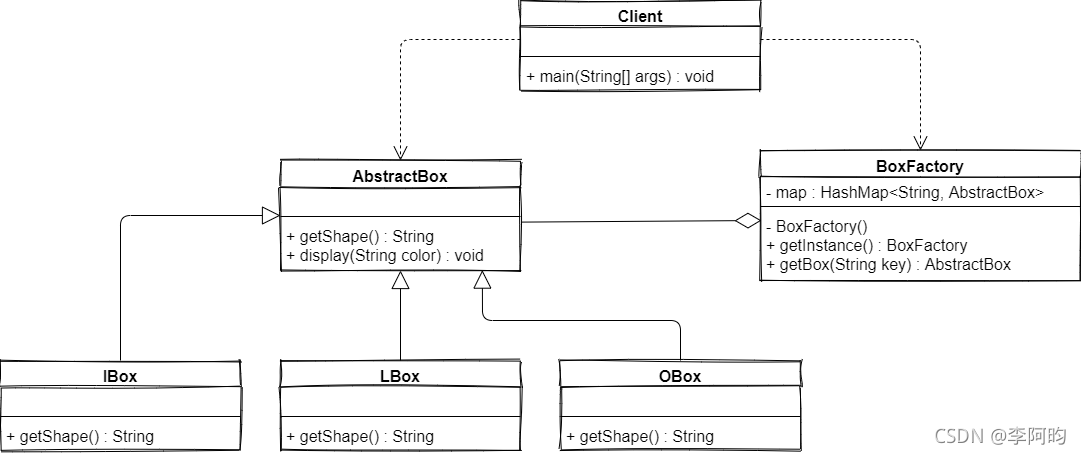 Client
+ main(String[] args) : void
AbstractBox
+ getShape() : String
+ display(String color) : void
BoxFactory
- map : HashMap<String, AbstractBox>
- BoxFactory()
+ getInstance() : BoxFactory
+ getBox(String key) : AbstractBox
IBox
+ getShape() : String
LBox
+ getShape() : String
OBox
+ getShape() : String
CSDN @李阿昀